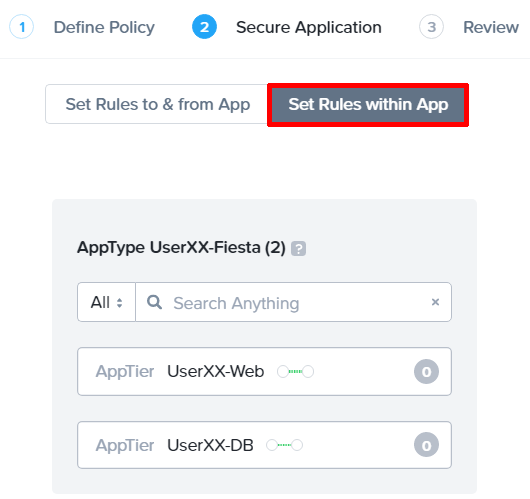 1 Define Policy 2 Secure Application 3 Review
Set Rules to & from App Set Rules within App
AppType UserXX-Fiesta (2) ?
All Search Anything ×
AppTier UserXX-Web 0
AppTier UserXX-DB 0